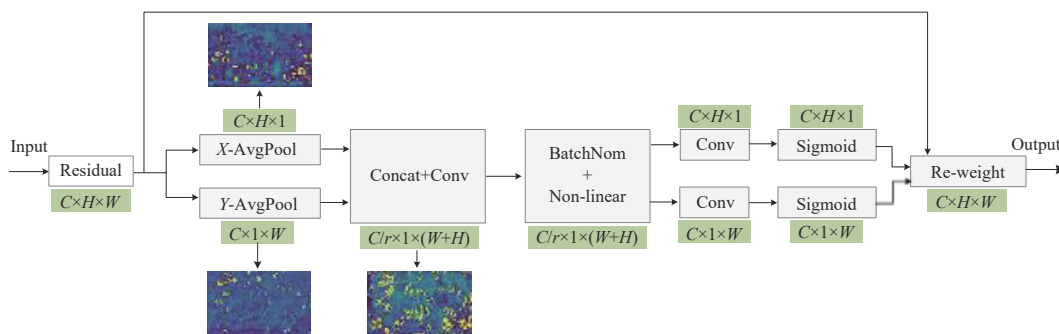 Input
Residual
C×H×W
C×H×1
X-AvgPool
Y-AvgPool
C×1×W
Concat+Conv
C/r×1×(W+H)
BatchNom
+
Non-linear
C/r×1×(W+H)
C×H×1
Conv
Conv
C×1×W
C×H×1
Sigmoid
Sigmoid
C×1×W
Re-weight
C×H×W
Output